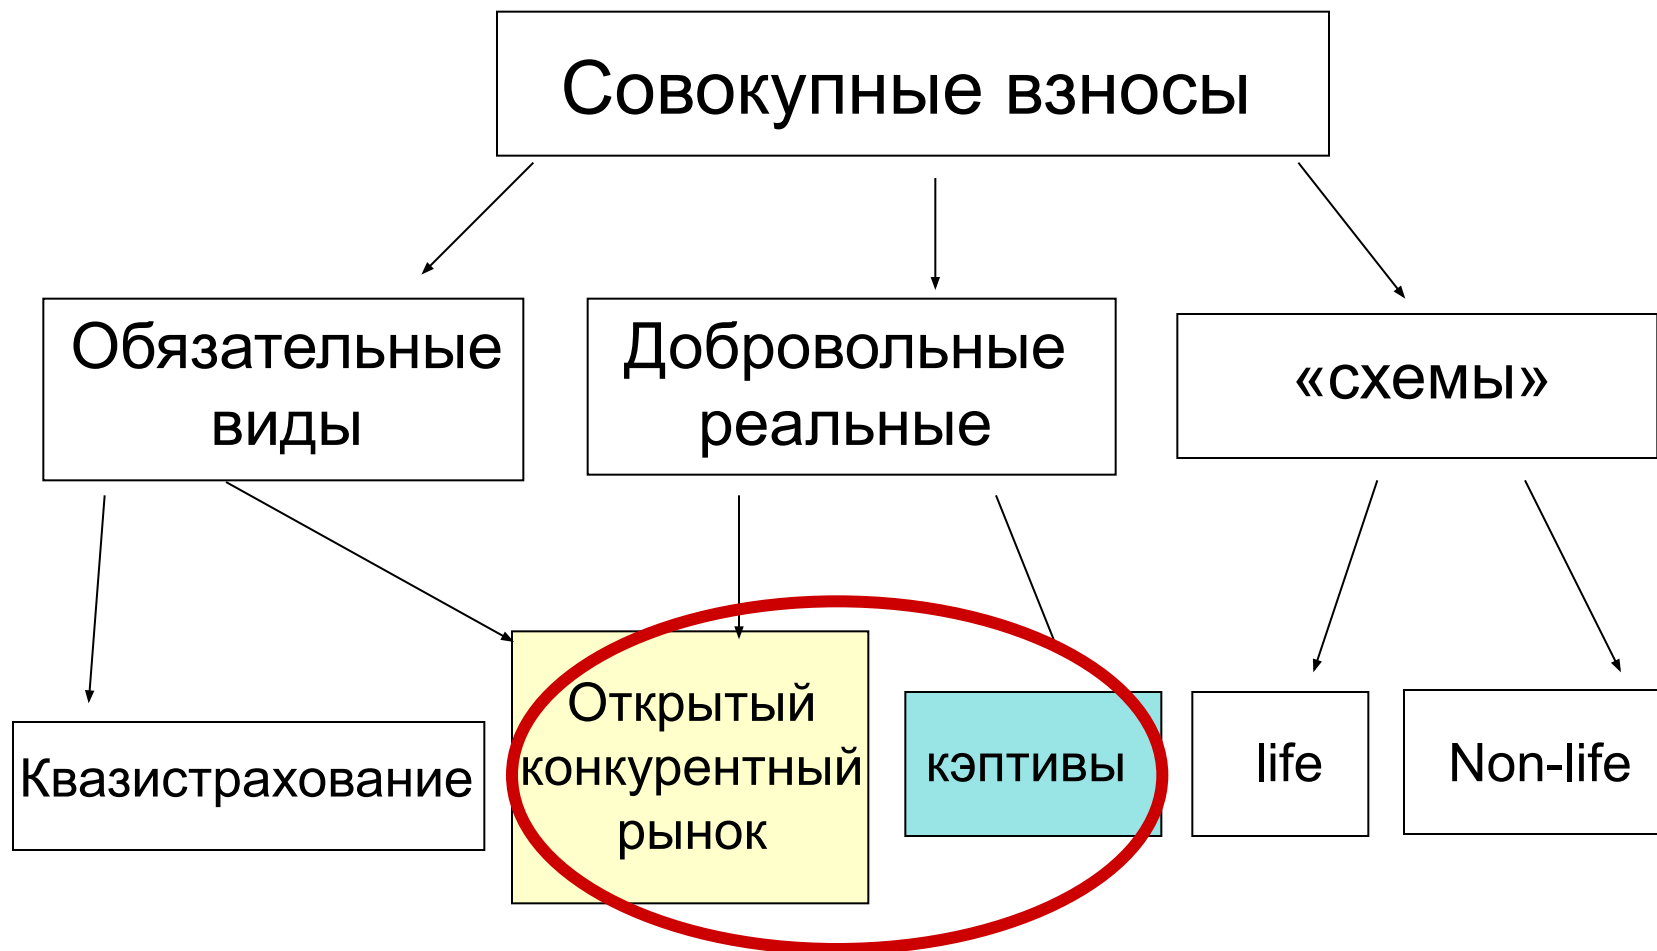 Совокупные взносы
Обязательные
виды
Добровольные
реальные
«схемы»
Квазистрахование
Открытый
конкурентный
рынок
кэптивы
life
Non-life